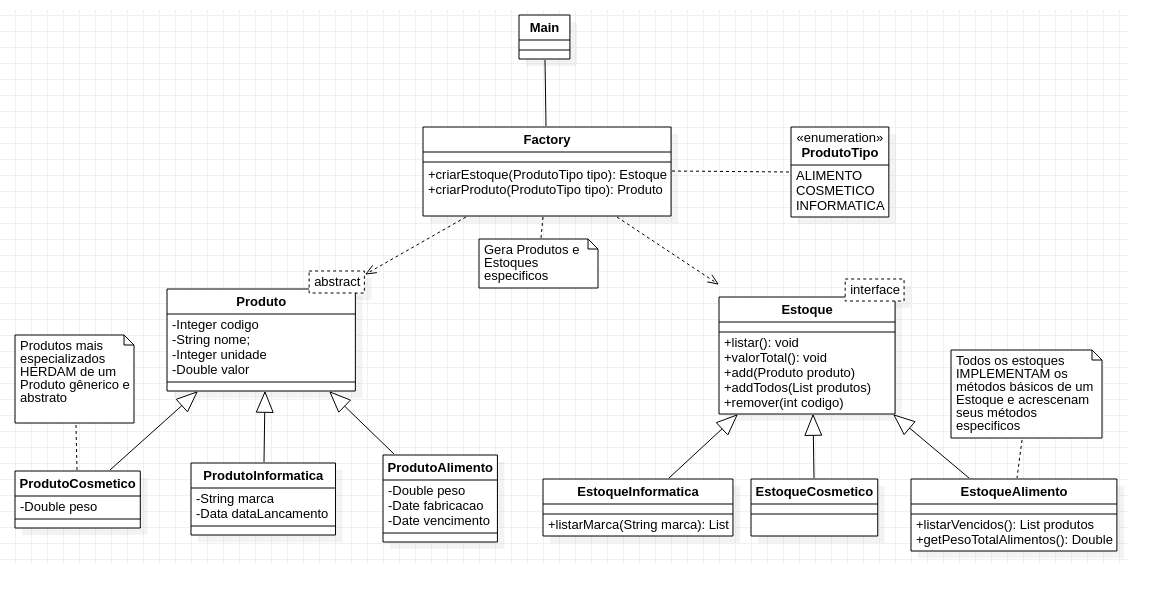 Main
Factory
+criarEstoque(ProdutoTipo tipo): Estoque
+criarProduto(ProdutoTipo tipo): Produto
«enumeration»
ProdutoTipo
ALIMENTO
COSMETICO
INFORMATICA
Gera Produtos e
Estoques
especificos
abstract
Produto
-Integer codigo
-String nome;
-Integer unidade
-Double valor
interface
Estoque
+listar(): void
+valorTotal(): void
+add(Produto produto)
+addTodos(List produtos)
+remover(int codigo)
Produtos mais
especializados
HERDAM de um
Produto gênerico e
abstrato
Todos os estoques
IMPLEMENTAM os
métodos básicos de um
Estoque e acrescenam
seus métodos
especificos
ProdutoCosmetico
-Double peso
ProdutoInformatica
-String marca
-Data dataLancamento
ProdutoAlimento
-Double peso
-Date fabricacao
-Date vencimento
EstoqueInformatica
+listarMarca(String marca): List
EstoqueCosmetico
EstoqueAlimento
+listarVencidos(): List produtos
+getPesoTotalAlimentos(): Double